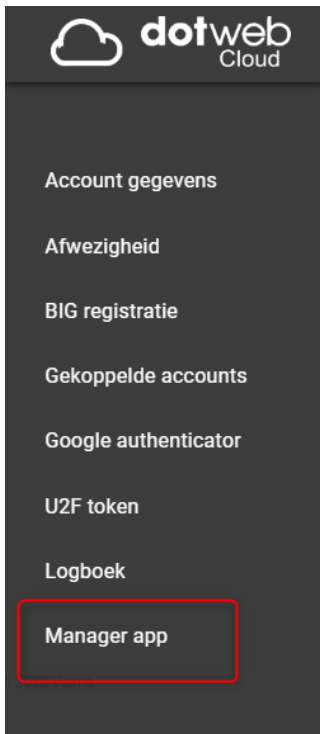 dotweb
Cloud
Account gegevens
Afwezigheid
BIG registratie
Gekoppelde accounts
Google authenticator
U2F token
Logboek
Manager app